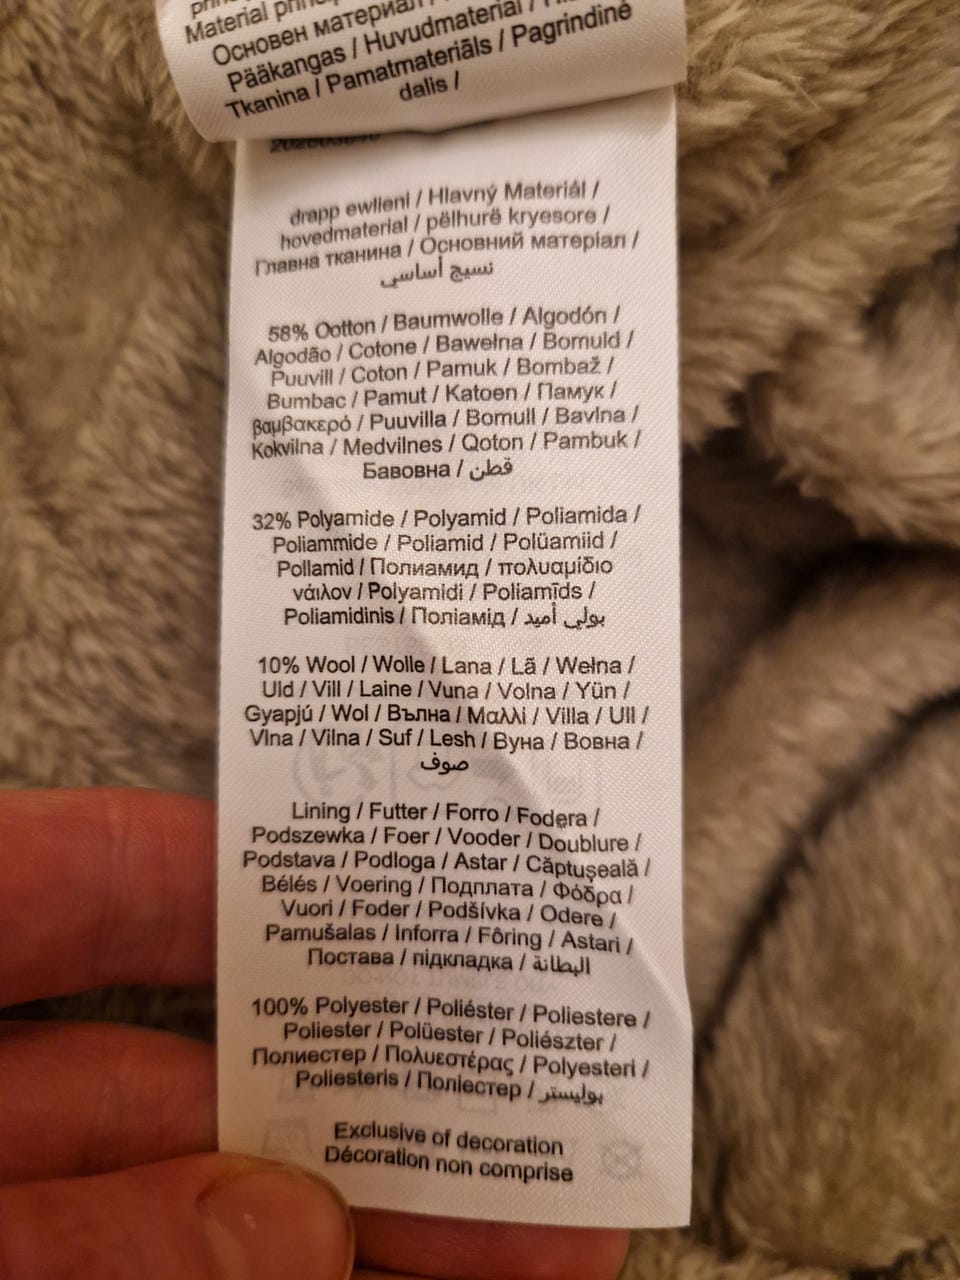 Material
Основен материал
Pääkangas / Huvudmaterial /
Tkanina / Pamatmateriāls / Pagrindinė
dalis /
drapp ewlieni / Hlavný Materiál /
hovedmaterial / pëlhurë kryesore /
Главна тканина / Основний матеріал /
نسيج أساسي
58% Ootton / Baumwolle / Algodón /
Algodão / Cotone / Bawełna / Bomuld /
Puuvill / Coton / Pamuk / Bombaž /
Bumbac / Pamut / Katoen / Памук /
βαμβακερό / Puuvilla / Bomull / Bavlna /
Kokvilna / Medvilnes / Qoton / Pambuk /
Бавовна / قطن
32% Polyamide / Polyamid / Poliamida /
Poliammide / Poliamid / Polüamiid /
Pollamid / Полиамид / πολυαμίδιο
νάιλον / Polyamidi / Poliamīds /
Poliamidinis / Поліамід / بولي أميد
10% Wool / Wolle / Lana / Lã / Wełna /
Uld / Vill / Laine / Vuna / Volna / Yün /
Gyapjú / Wol / Вълна / Μαλλί / Villa / Ull /
Vlna / Vilna / Suf / Lesh / Вуна / Вовна /
صوف
Lining / Futter / Forro / Fodera /
Podszewka / Foer / Vooder / Doublure /
Podstava / Podloga / Astar / Căptușeală /
Bélés / Voering / Подплата / Φόδρα /
Vuori / Foder / Podšívka / Odere /
Pamušalas / Inforra / Fôring / Astari /
Постава / підкладка / البطانة
100% Polyester / Poliéster / Poliestere /
Poliester / Polüester / Poliészter /
Полиестер / Πολυεστέρας / Polyesteri /
Poliesteris / Поліестер / بوليستر
Exclusive of decoration
Décoration non comprise